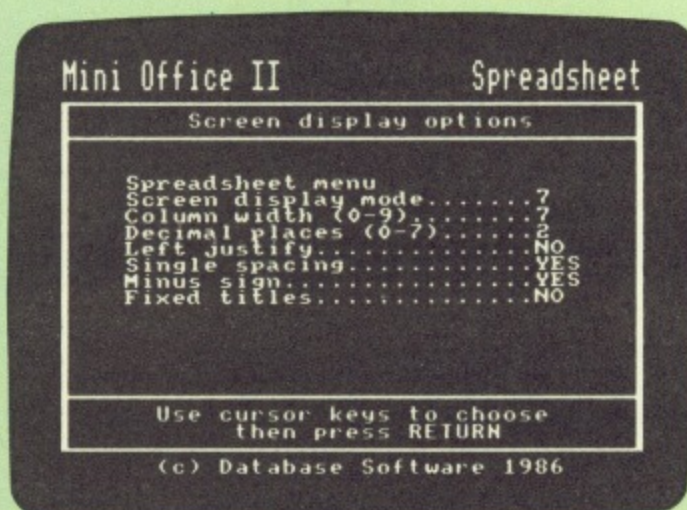 Mini Office II Spreadsheet
Screen display options
Spreadsheet menu
Screen display mode.......7
Column width (0-9)........7
Decimal places (0-7)......2
Left justify..............NO
Single spacing............YES
Minus sign................YES
Fixed titles..............NO
Use cursor keys to choose
then press RETURN
(c) Database Software 1986